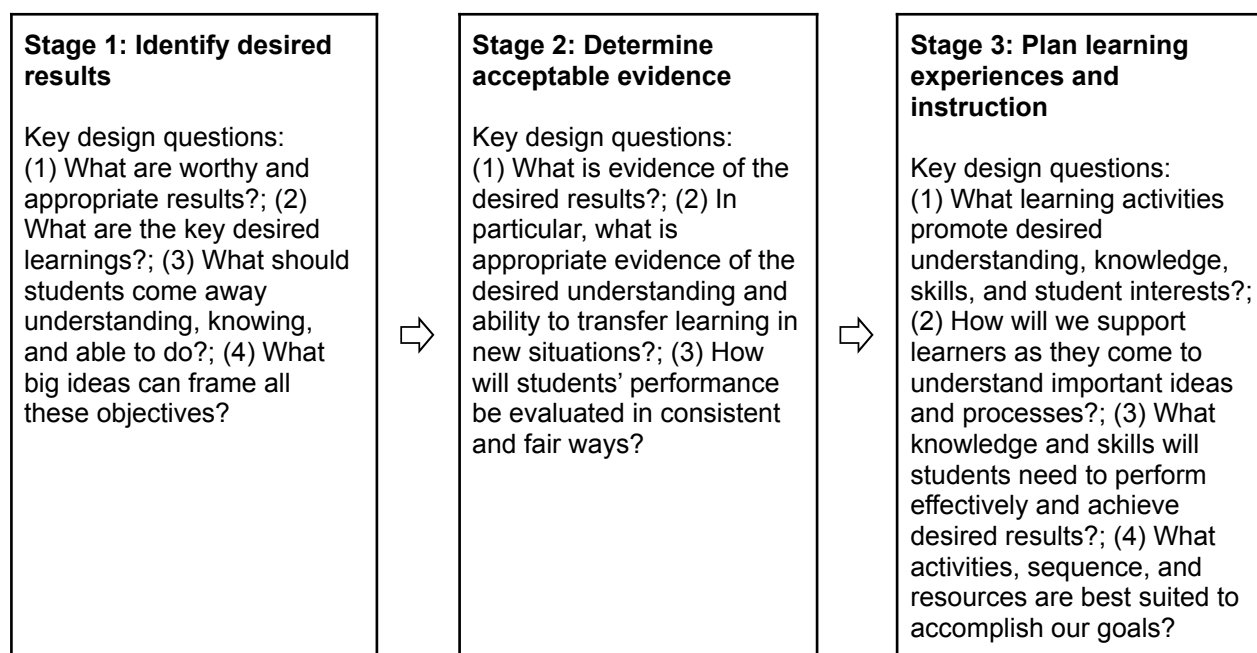 Stage 1: Identify desired
results
Key design questions:
(1) What are worthy and
appropriate results?; (2)
What are the key desired
learnings?; (3) What should
students come away
understanding, knowing,
and able to do?; (4) What
big ideas can frame all
these objectives?
Stage 2: Determine
acceptable evidence
Key design questions:
(1) What is evidence of the
desired results?; (2) In
particular, what is
appropriate evidence of the
desired understanding and
ability to transfer learning in
new situations?; (3) How
will students’ performance
be evaluated in consistent
and fair ways?
Stage 3: Plan learning
experiences and
instruction
Key design questions:
(1) What learning activities
promote desired
understanding, knowledge,
skills, and student interests?;
(2) How will we support
learners as they come to
understand important ideas
and processes?; (3) What
knowledge and skills will
students need to perform
effectively and achieve
desired results?; (4) What
activities, sequence, and
resources are best suited to
accomplish our goals?